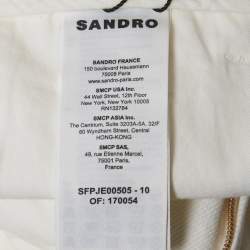 SANDRO
SANDRO FRANCE
150 boulevard Haussmann
75008 Paris
www.sandro-paris.com
SMCP USA Inc.
44 Wall Street, 12th Floor
New York, New York 10005
RN132784
SMCP ASIA Inc.
The Centrium, Suite 3203A-5A, 32/F
60 Wyndham Street, Central
HONG-KONG
SMCP SAS,
49, rue Etienne Marcel,
75001 Paris,
France
SFPJE00505 - 10
OF: 170054